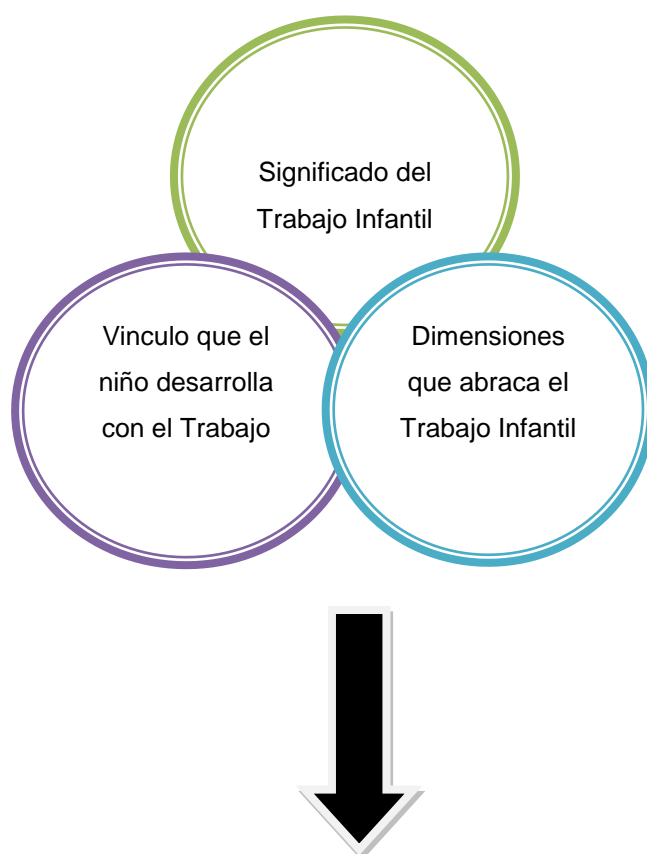 Significado del
Trabajo Infantil
Vinculo que el
niño desarrolla
con el Trabajo
Dimensiones
que abraca el
Trabajo Infantil